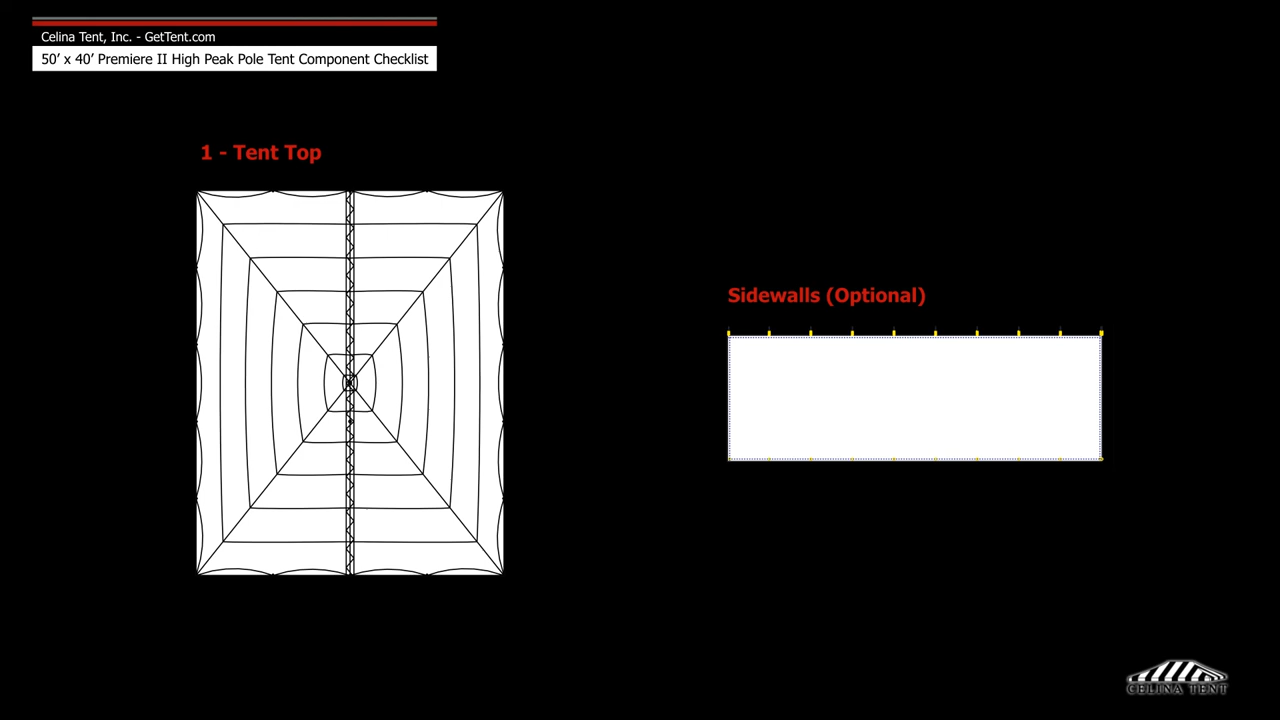 Celina Tent, Inc. - GetTent.com
50’ x 40’ Premiere II High Peak Pole Tent Component Checklist
1 - Tent Top
Sidewalls (Optional)
CELINA TENT